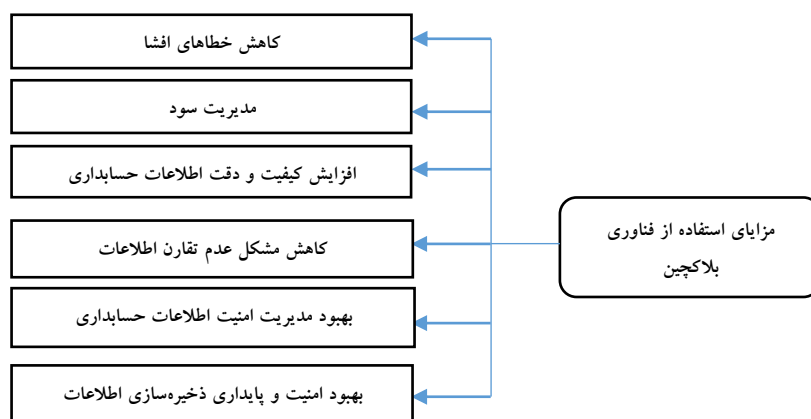 مزایای استفاده از فناوری
بلاکچین
کاهش خطاهای افشا
مدیریت سود
افزایش کیفیت و دقت اطلاعات حسابداری
کاهش مشکل عدم تقارن اطلاعات
بهبود مدیریت امنیت اطلاعات حسابداری
بهبود امنیت و پایداری ذخیره‌سازی اطلاعات